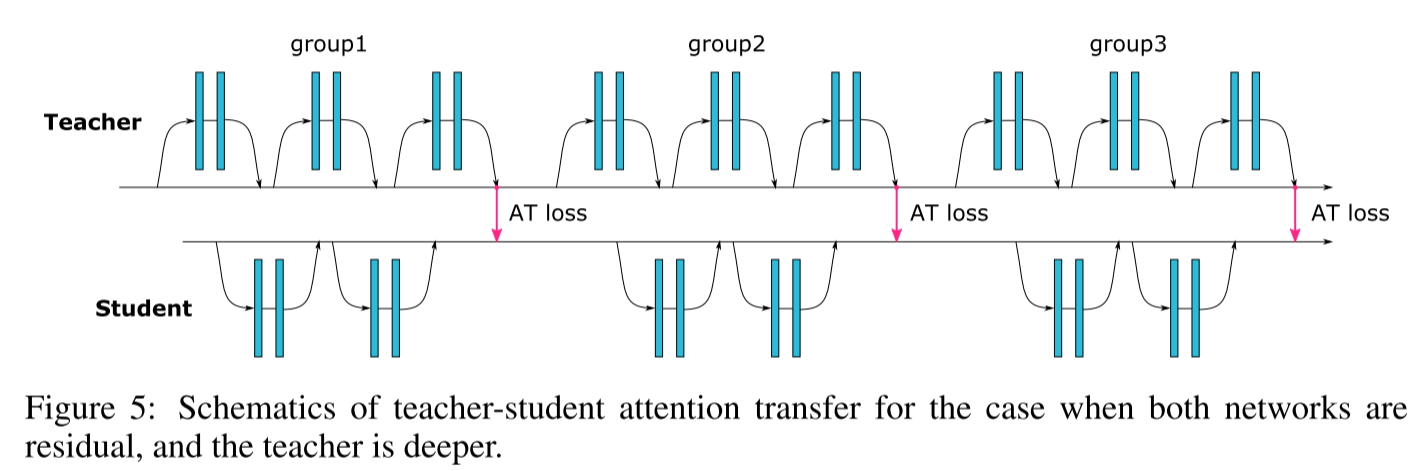 group1 group2 group3
Teacher
AT loss AT loss AT loss
Student
Figure 5: Schematics of teacher-student attention transfer for the case when both networks are
residual, and the teacher is deeper.